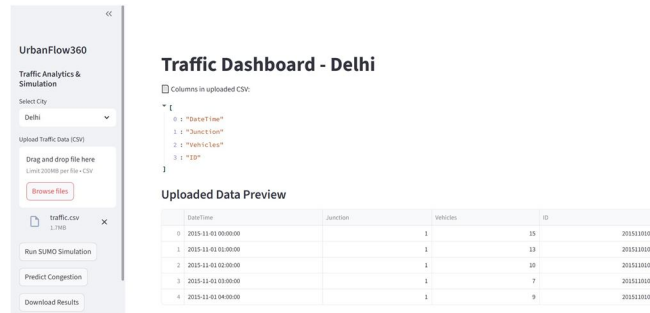 UrbanFlow360
Traffic Analytics &
Simulation
Select City
Delhi
Upload Traffic Data (CSV)
Drag and drop file here
Limit 200MB per file • CSV
Browse files
traffic.csv
1.7MB
Run SUMO Simulation
Predict Congestion
Download Results
Traffic Dashboard - Delhi
Columns in uploaded CSV:
[
0 : "DateTime"
1 : "Junction"
2 : "Vehicles"
3 : "ID"
]
Uploaded Data Preview
DateTime Junction Vehicles ID
0 2015-11-01 00:00:00 1 15 201511010
1 2015-11-01 01:00:00 1 13 201511010
2 2015-11-01 02:00:00 1 10 201511010
3 2015-11-01 03:00:00 1 7 201511010
4 2015-11-01 04:00:00 1 9 201511010